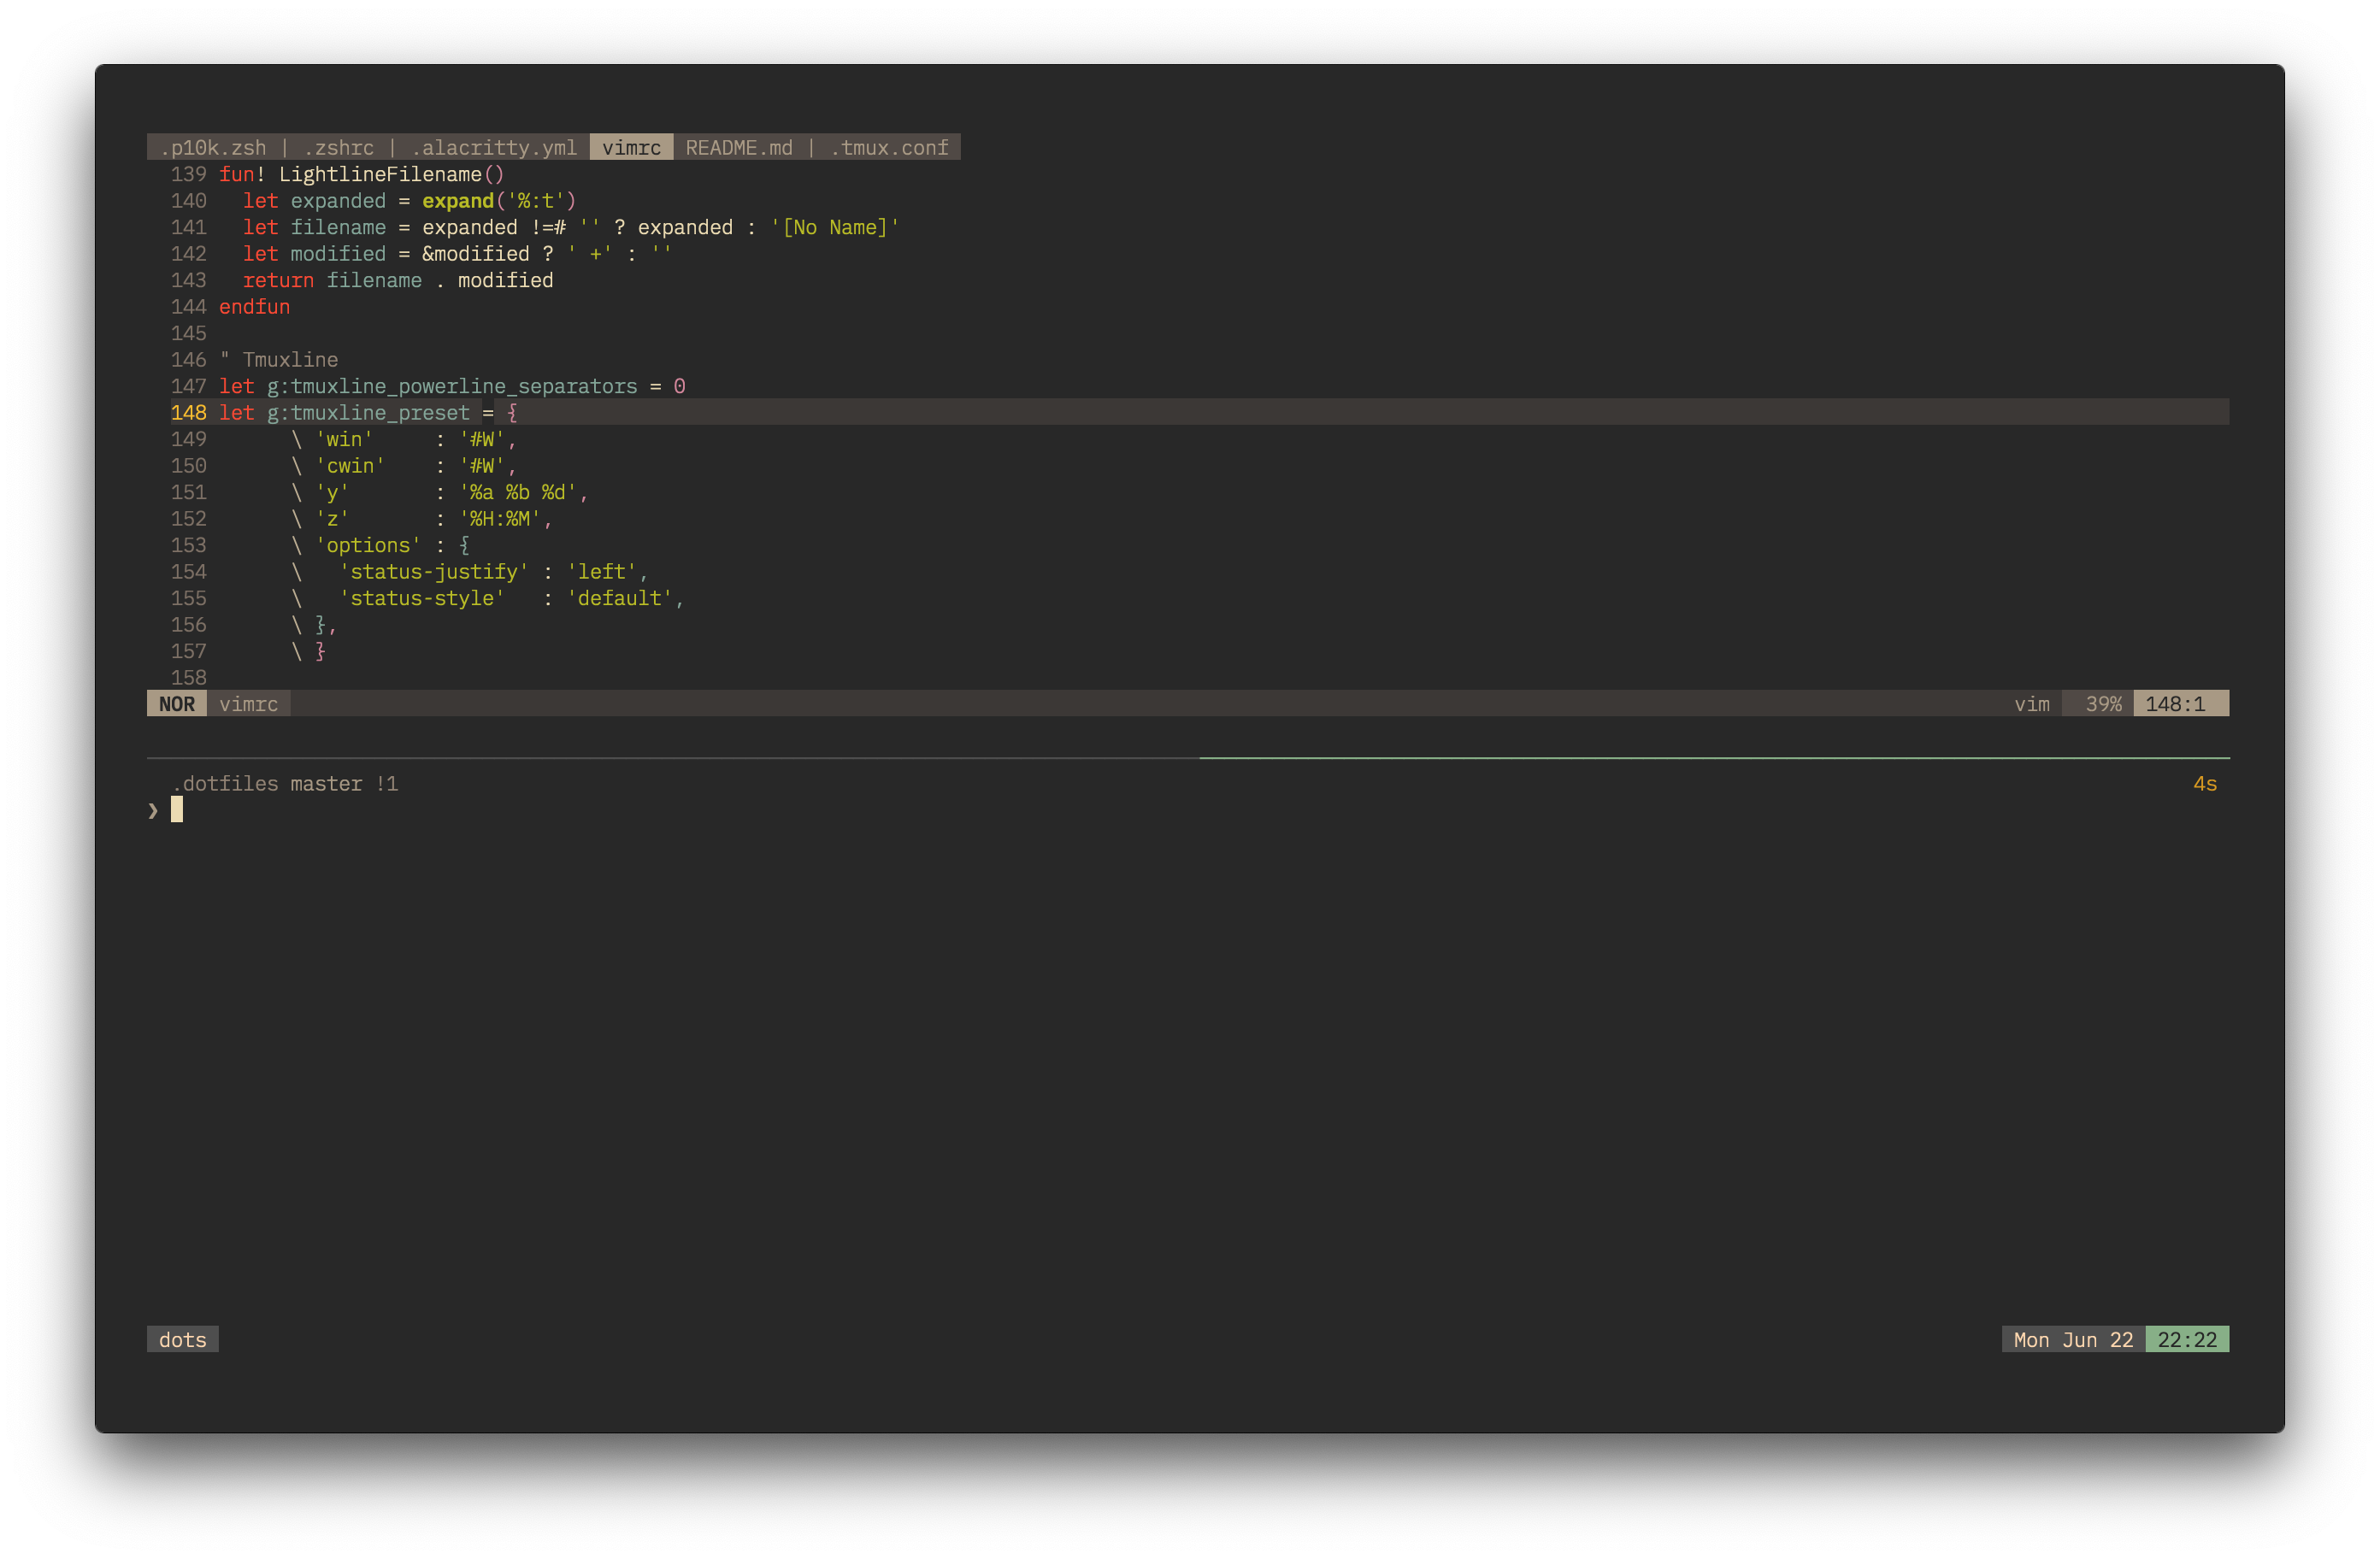 .p10k.zsh | .zshrc | .alacritty.yml vimrc README.md | .tmux.conf
139 fun! LightlineFilename()
140   let expanded = expand('%:t')
141   let filename = expanded !=# '' ? expanded : '[No Name]'
142   let modified = &modified ? ' +' : ''
143   return filename . modified
144 endfun
145
146 " Tmuxline
147 let g:tmuxline_powerline_separators = 0
148 let g:tmuxline_preset = {
149       \ 'win'     : '#W',
150       \ 'cwin'    : '#W',
151       \ 'y'       : '%a %b %d',
152       \ 'z'       : '%H:%M',
153       \ 'options' : {
154       \   'status-justify' : 'left',
155       \   'status-style'   : 'default',
156       \ },
157       \ }
158
NOR vimrc vim 39% 148:1
.dotfiles master !1 4s
❯
dots Mon Jun 22 22:22